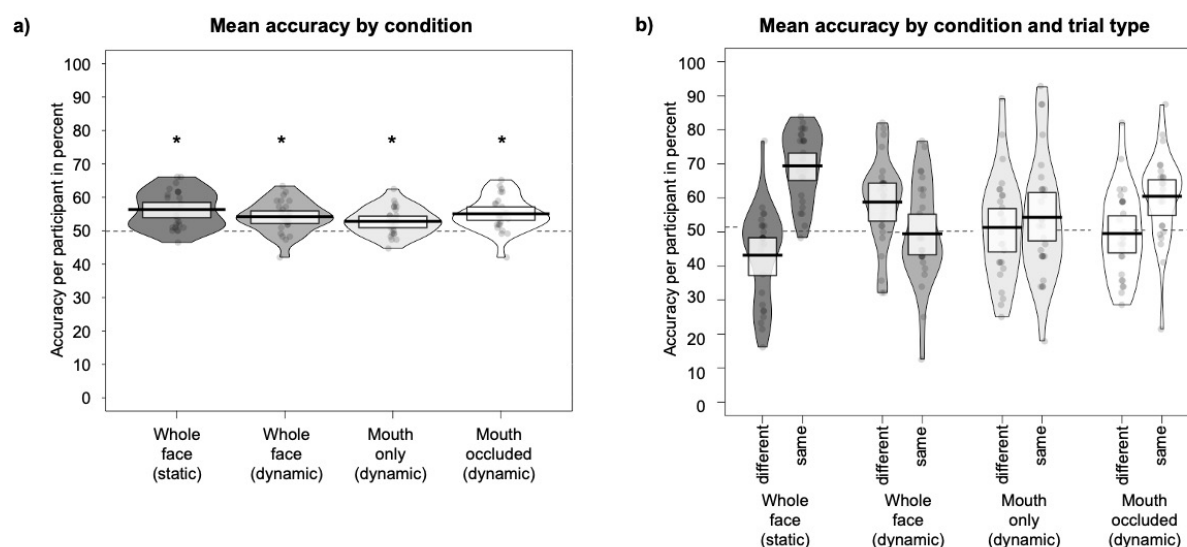 a)
Mean accuracy by condition
Accuracy per participant in percent
100
90
80
70
60
50
40
30
20
10
0
*
*
*
*
Whole
face
(static)
Whole
face
(dynamic)
Mouth
only
(dynamic)
Mouth
occluded
(dynamic)
b)
Mean accuracy by condition and trial type
Accuracy per participant in percent
100
90
80
70
60
50
40
30
20
10
0
different
same
different
same
different
same
different
same
Whole
face
(static)
Whole
face
(dynamic)
Mouth
only
(dynamic)
Mouth
occluded
(dynamic)